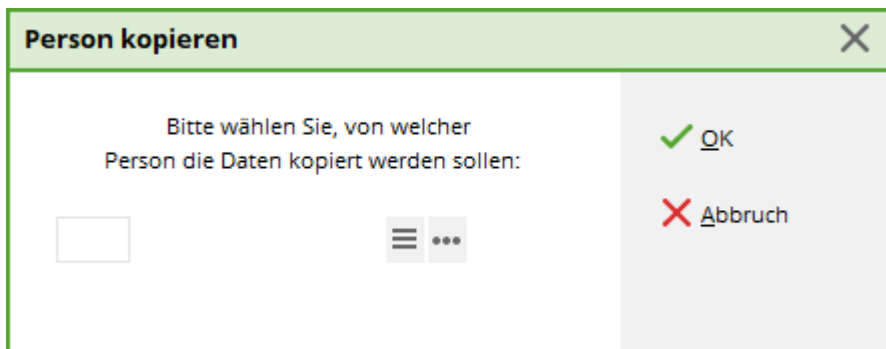 Person kopieren
Bitte wählen Sie, von welcher
Person die Daten kopiert werden sollen:
OK
Abbruch